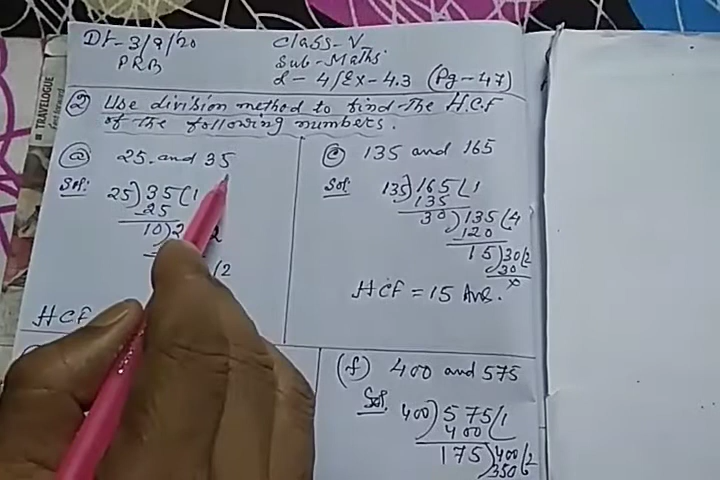 Dt-3/9/20
PRB
Class-V
Sub-Maths
L-4/Ex-4.3 (Pg-47)
② Use division method to find the H.C.F
of the following numbers.
ⓐ 25 and 35
Sol:
25)35(1
25
10)2 2
/2
HCF
ⓔ 135 and 165
Sol:
135)165(1
135
30)135(4
120
15)30(2
30
x
HCF = 15 Ans.
(f) 400 and 575
Sol.
400)575(1
400
175)400(2
350
TRAVELOGUE